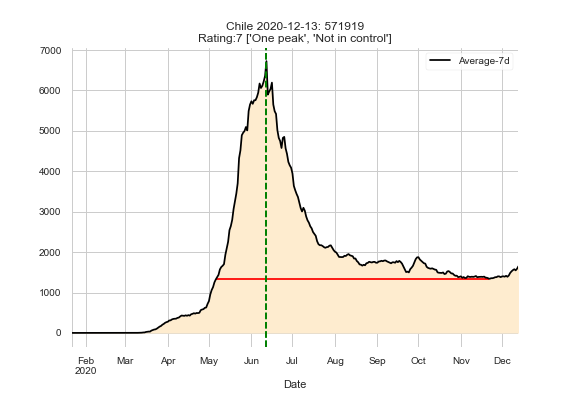 Chile 2020-12-13: 571919
Rating:7 ['One peak', 'Not in control']
Average-7d
7000
6000
5000
4000
3000
2000
1000
0
Feb Mar Apr May Jun Jul Aug Sep Oct Nov Dec
2020
Date